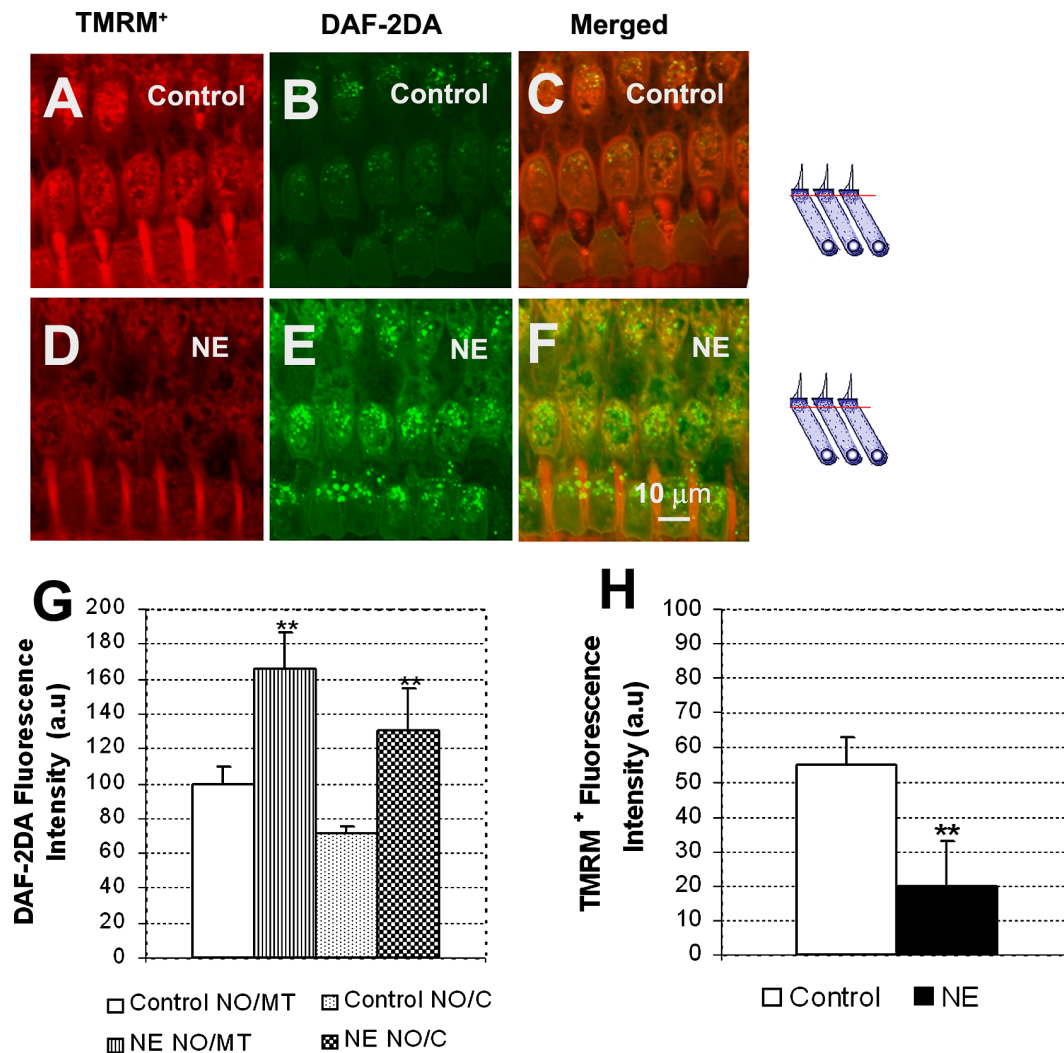 TMRM+ DAF-2DA Merged
A Control B Control C Control
D NE E NE F NE
10 µm
G
DAF-2DA Fluorescence
Intensity (a.u)
200
180
160
140
120
100
80
60
40
20
0
**
**
Control NO/MT Control NO/C
NE NO/MT NE NO/C
H
TMRM + Fluorescence
Intensity (a.u)
100
90
80
70
60
50
40
30
20
10
0
**
Control NE